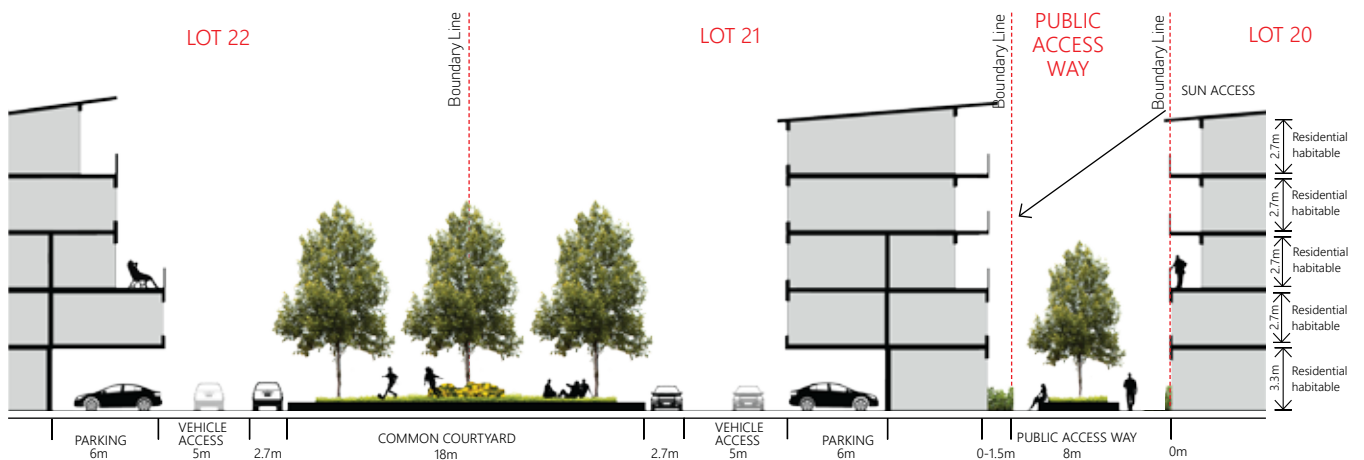 LOT 22
Boundary Line
LOT 21
Boundary Line
PUBLIC
ACCESS
WAY
Boundary Line
LOT 20
SUN ACCESS
2.7m
Residential
habitable
2.7m
Residential
habitable
2.7m
Residential
habitable
2.7m
Residential
habitable
3.3m
Residential
habitable
PARKING
6m
VEHICLE
ACCESS
5m
2.7m
COMMON COURTYARD
18m
2.7m
VEHICLE
ACCESS
5m
PARKING
6m
0-1.5m
PUBLIC ACCESS WAY
8m
0m